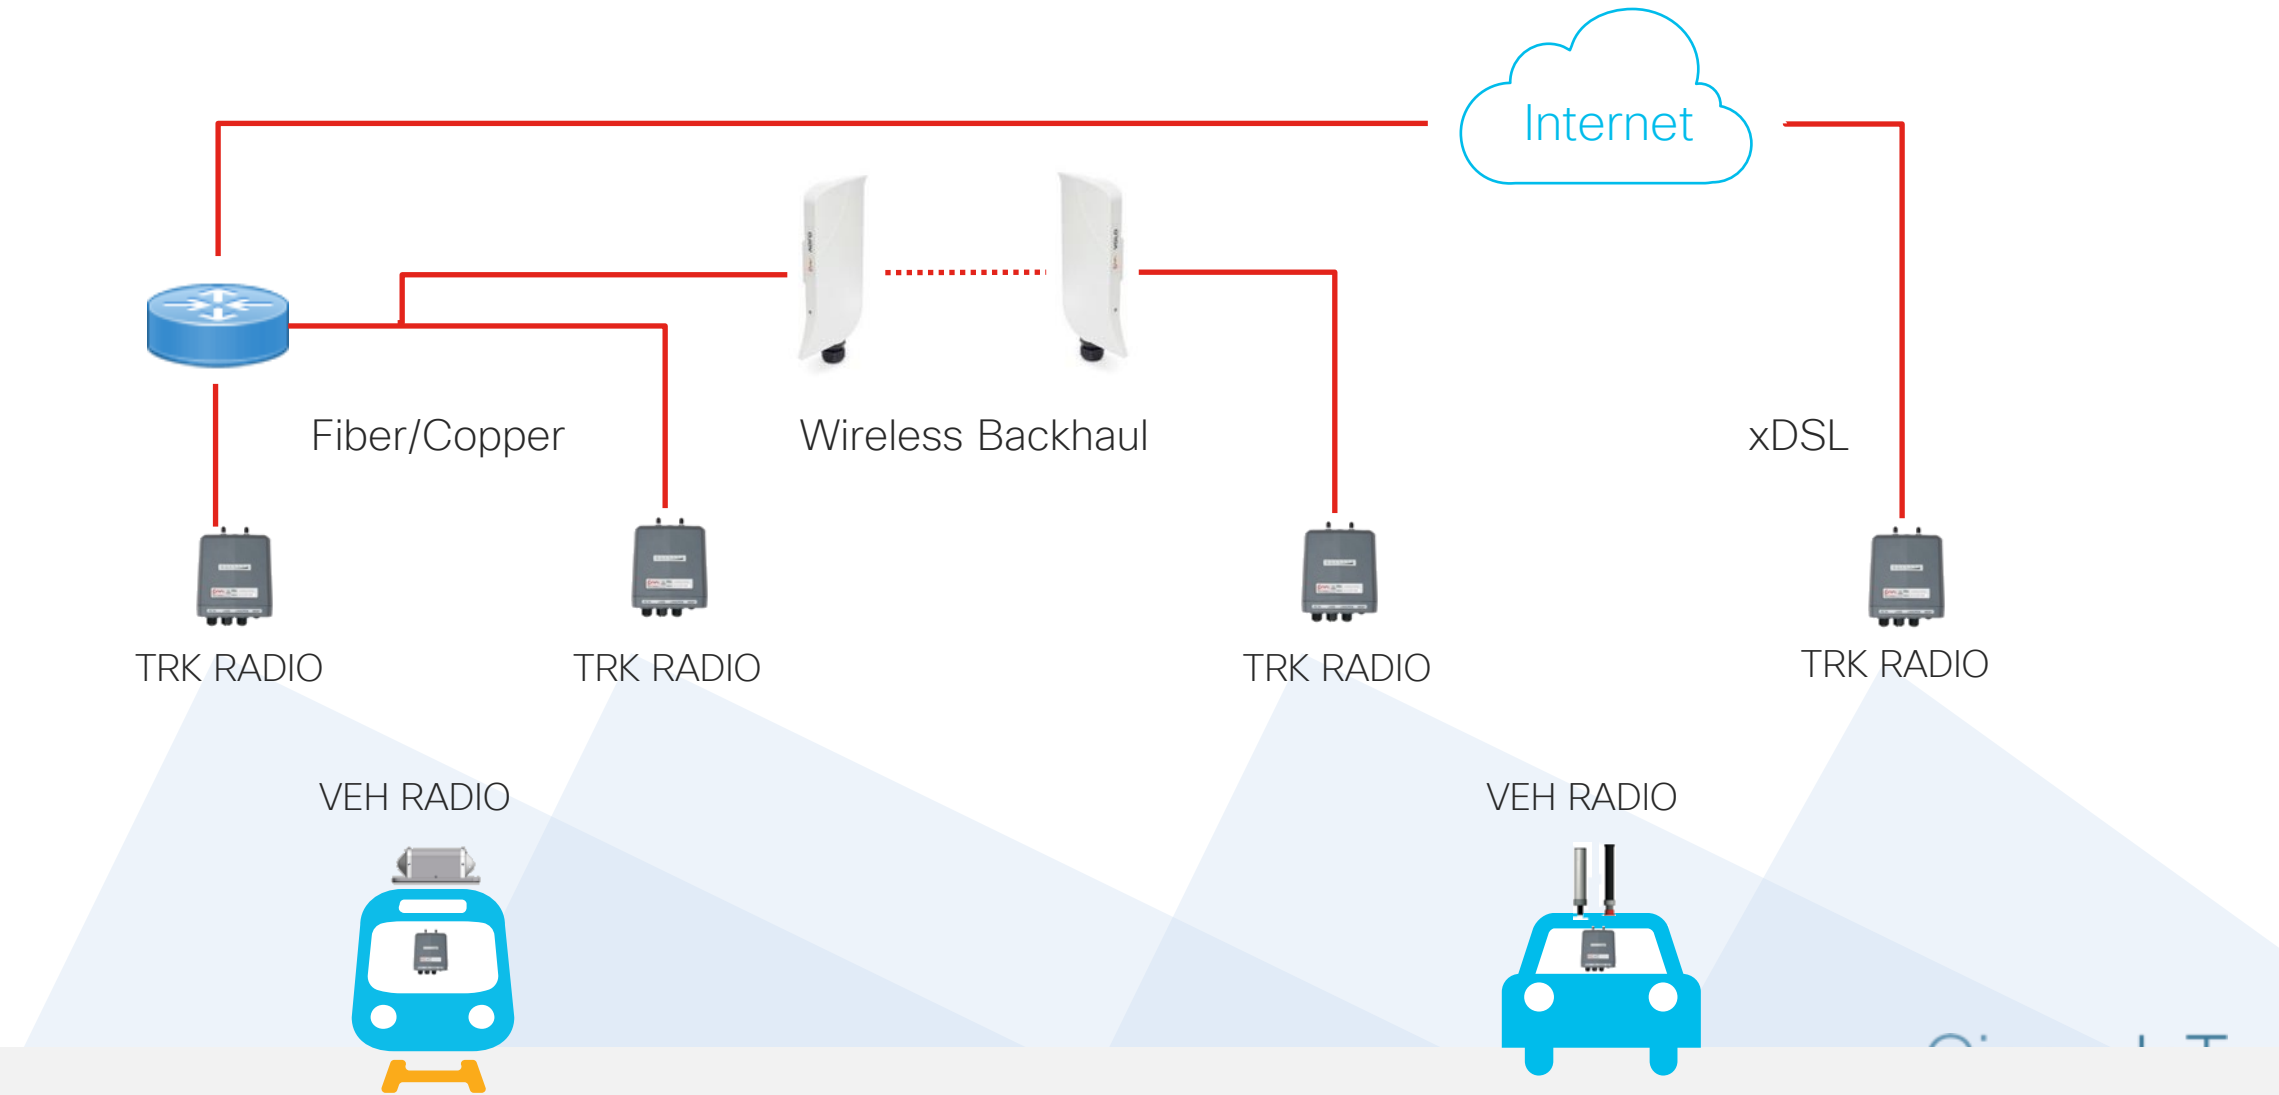 Internet
Fiber/Copper
Wireless Backhaul
xDSL
TRK RADIO
TRK RADIO
TRK RADIO
TRK RADIO
VEH RADIO
VEH RADIO